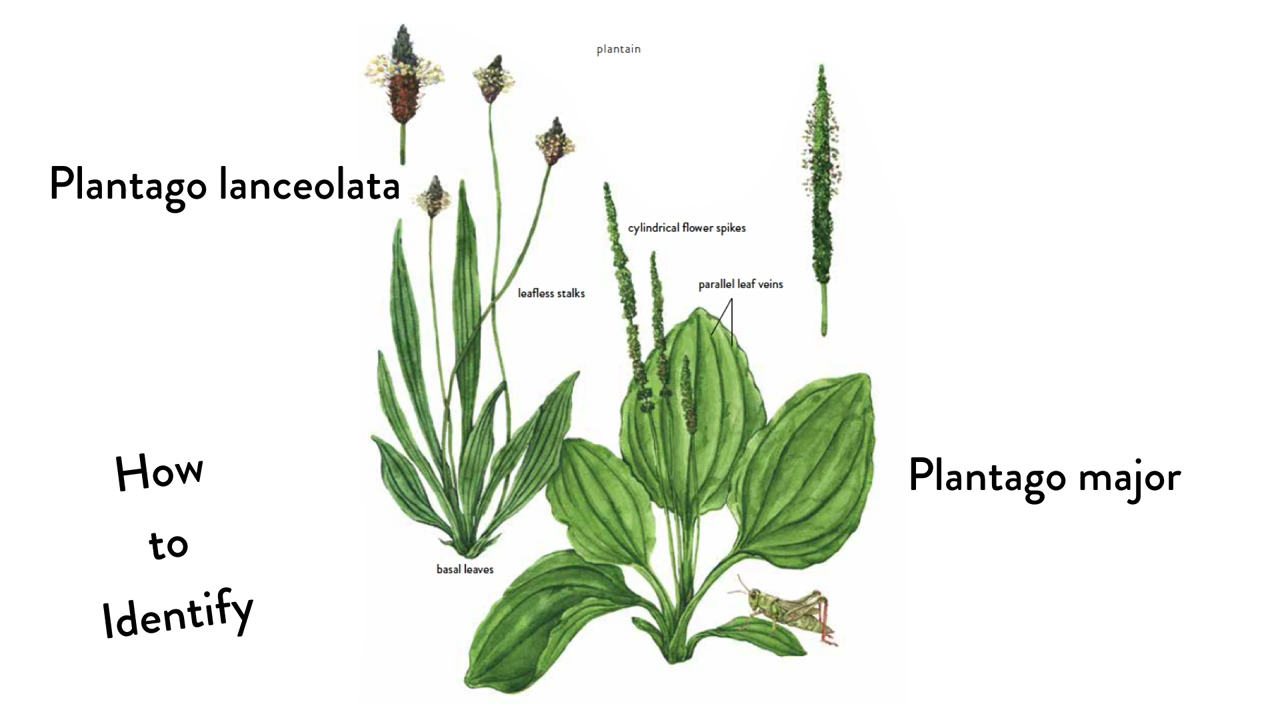 plantain
Plantago lanceolata
cylindrical flower spikes
parallel leaf veins
leafless stalks
How
to
Identify
Plantago major
basal leaves